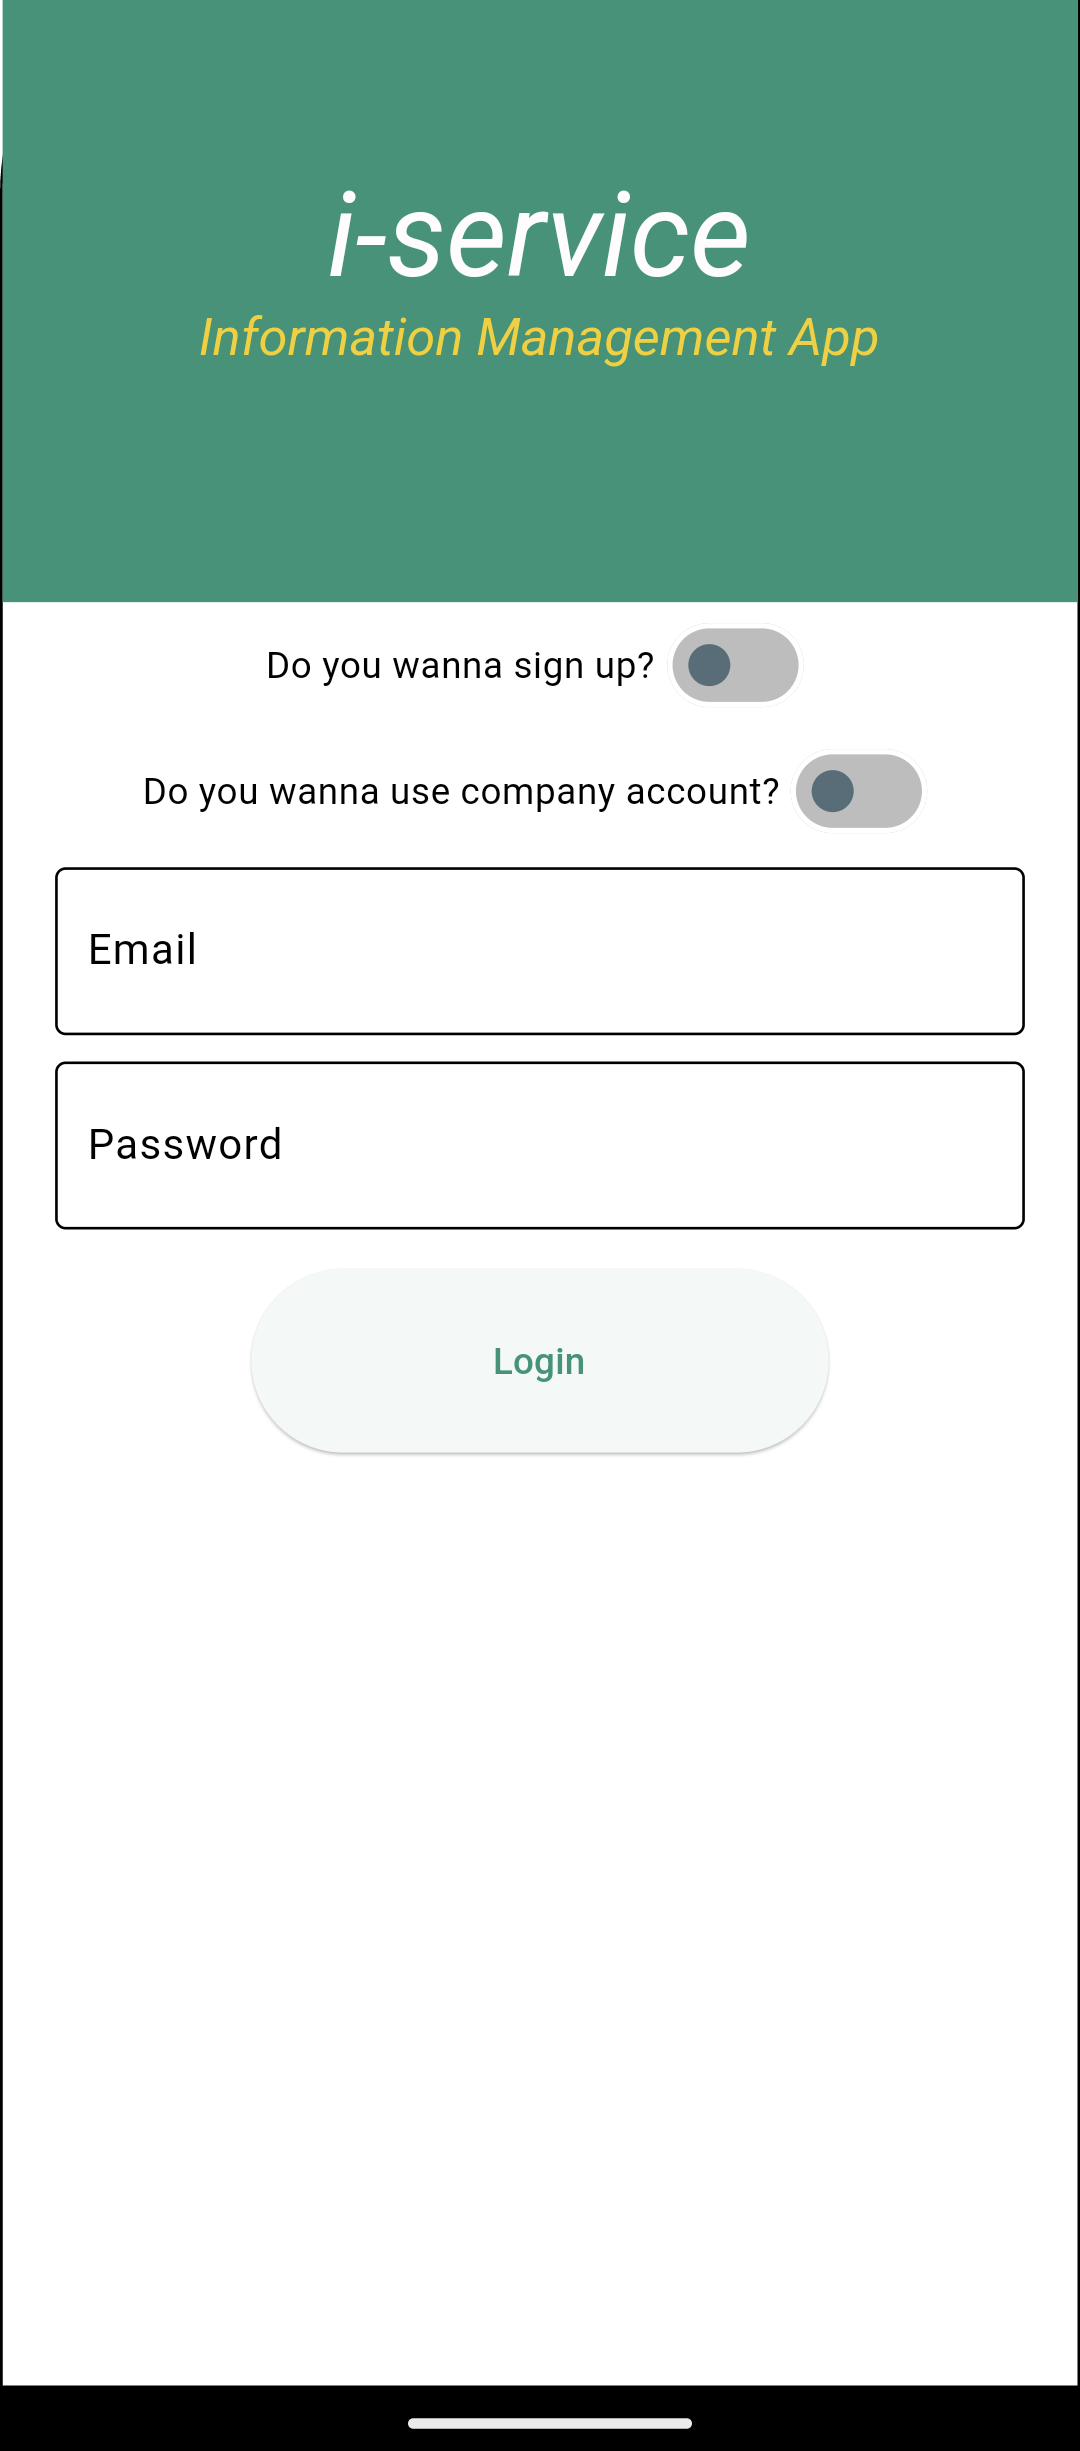 i-service
Information Management App
Do you wanna sign up?
Do you wanna use company account?
Email
Password
Login